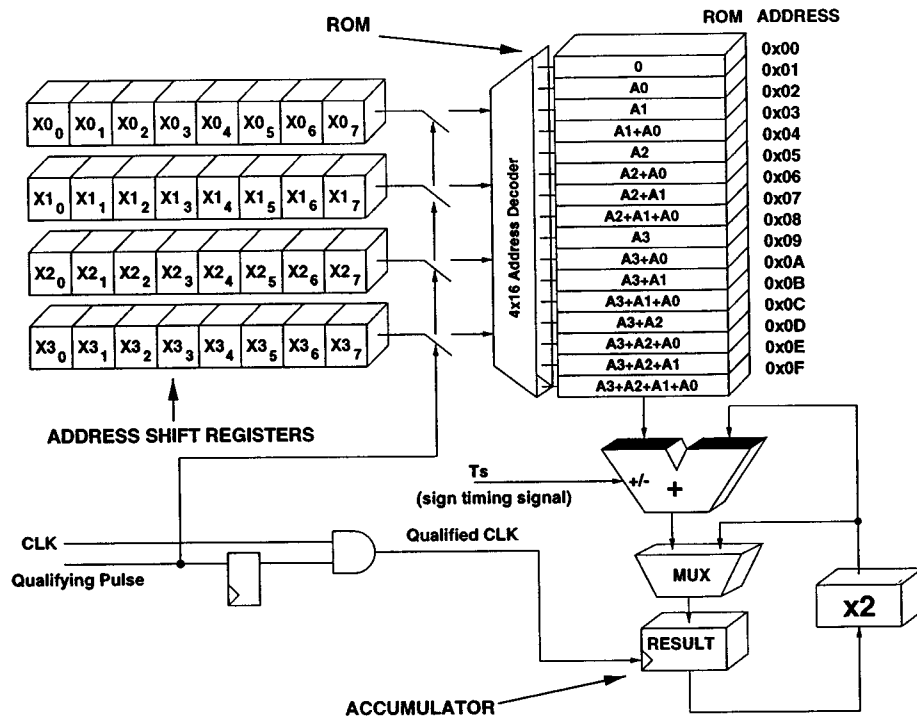 ROM
ROM ADDRESS
0x00
0 0x01
A0 0x02
A1 0x03
A1+A0 0x04
A2 0x05
A2+A0 0x06
A2+A1 0x07
A2+A1+A0 0x08
A3 0x09
A3+A0 0x0A
A3+A1 0x0B
A3+A1+A0 0x0C
A3+A2 0x0D
A3+A2+A0 0x0E
A3+A2+A1 0x0F
A3+A2+A1+A0
X0₀ X0₁ X0₂ X0₃ X0₄ X0₅ X0₆ X0₇
X1₀ X1₁ X1₂ X1₃ X1₄ X1₅ X1₆ X1₇
X2₀ X2₁ X2₂ X2₃ X2₄ X2₅ X2₆ X2₇
X3₀ X3₁ X3₂ X3₃ X3₄ X3₅ X3₆ X3₇
4x16 Address Decoder
ADDRESS SHIFT REGISTERS
Ts
(sign timing signal)
+/- +
CLK
Qualifying Pulse
Qualified CLK
MUX
x2
RESULT
ACCUMULATOR